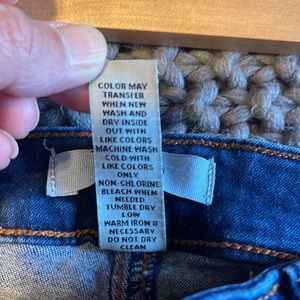 COLOR MAY
TRANSFER
WHEN NEW
WASH AND
DRY INSIDE
OUT WITH
LIKE COLORS
MACHINE WASH
COLD WITH
LIKE COLORS
ONLY
NON-CHLORINE
BLEACH WHEN
NEEDED
TUMBLE DRY
LOW
WARM IRON IF
NECESSARY
DO NOT DRY
CLEAN